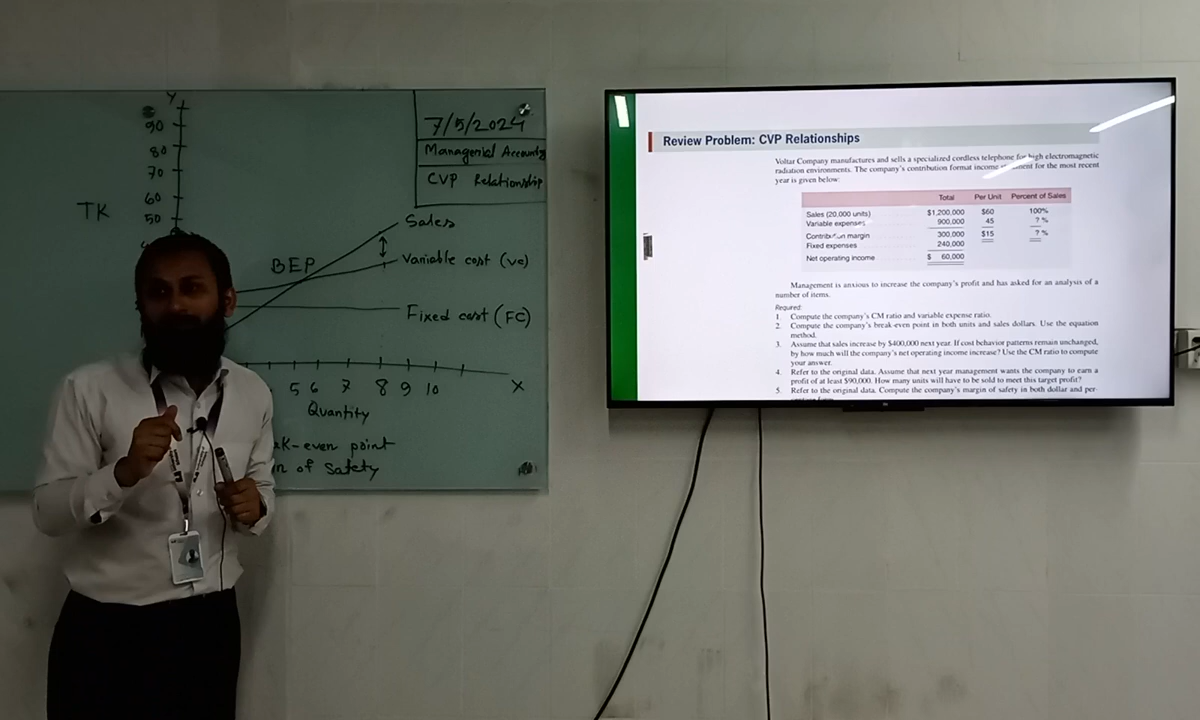 Y
90
80
70
60
50
TK
7/5/2024
Managerial Accounting
CVP Relationship
Sales
BEP
Variable cost (vc)
Fixed cost (FC)
5 6 7 8 9 10 X
Quantity
ak-even point
n of Safety
Review Problem: CVP Relationships
Voltar Company manufactures and sells a specialized cordless telephone for high electromagnetic
radiation environments. The company's contribution format income for the most recent
year is given below:
Total Per Unit Percent of Sales
Sales (20,000 units) $1,200,000 $60 100%
Variable expenses 900,000 45 ? %
Contribution margin 300,000 $15 ? %
Fixed expenses 240,000
Net operating income $ 60,000
Management is anxious to increase the company's profit and has asked for an analysis of a
number of items.
Required:
1. Compute the company's CM ratio and variable expense ratio.
2. Compute the company's break-even point in both units and sales dollars. Use the equation
method.
3. Assume that sales increase by $400,000 next year. If cost behavior patterns remain unchanged,
by how much will the company's net operating income increase? Use the CM ratio to compute
your answer.
4. Refer to the original data. Assume that next year management wants the company to earn a
profit of at least $90,000. How many units will have to be sold to meet this target profit?
5. Refer to the original data. Compute the company's margin of safety in both dollar and per-